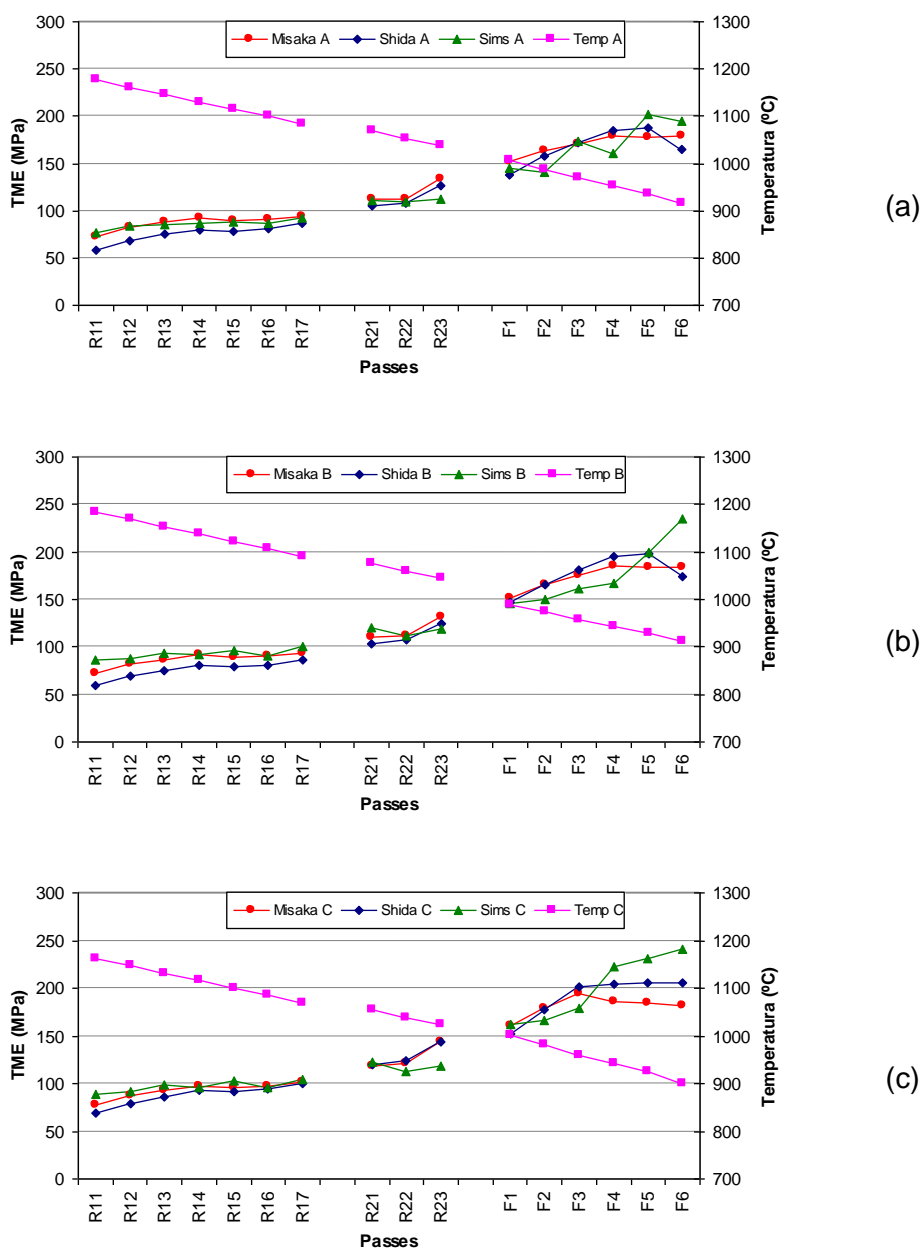 Misaka A Shida A Sims A Temp A
300
250
200
150
100
50
0
TME (MPa)
1300
1200
1100
1000
900
800
700
Temperatura (ºC)
R11 R12 R13 R14 R15 R16 R17 R21 R22 R23 F1 F2 F3 F4 F5 F6
Passes
(a)
Misaka B Shida B Sims B Temp B
300
250
200
150
100
50
0
TME (MPa)
1300
1200
1100
1000
900
800
700
Temperatura (ºC)
R11 R12 R13 R14 R15 R16 R17 R21 R22 R23 F1 F2 F3 F4 F5 F6
Passes
(b)
Misaka C Shida C Sims C Temp C
300
250
200
150
100
50
0
TME (MPa)
1300
1200
1100
1000
900
800
700
Temperatura (ºC)
R11 R12 R13 R14 R15 R16 R17 R21 R22 R23 F1 F2 F3 F4 F5 F6
Passes
(c)